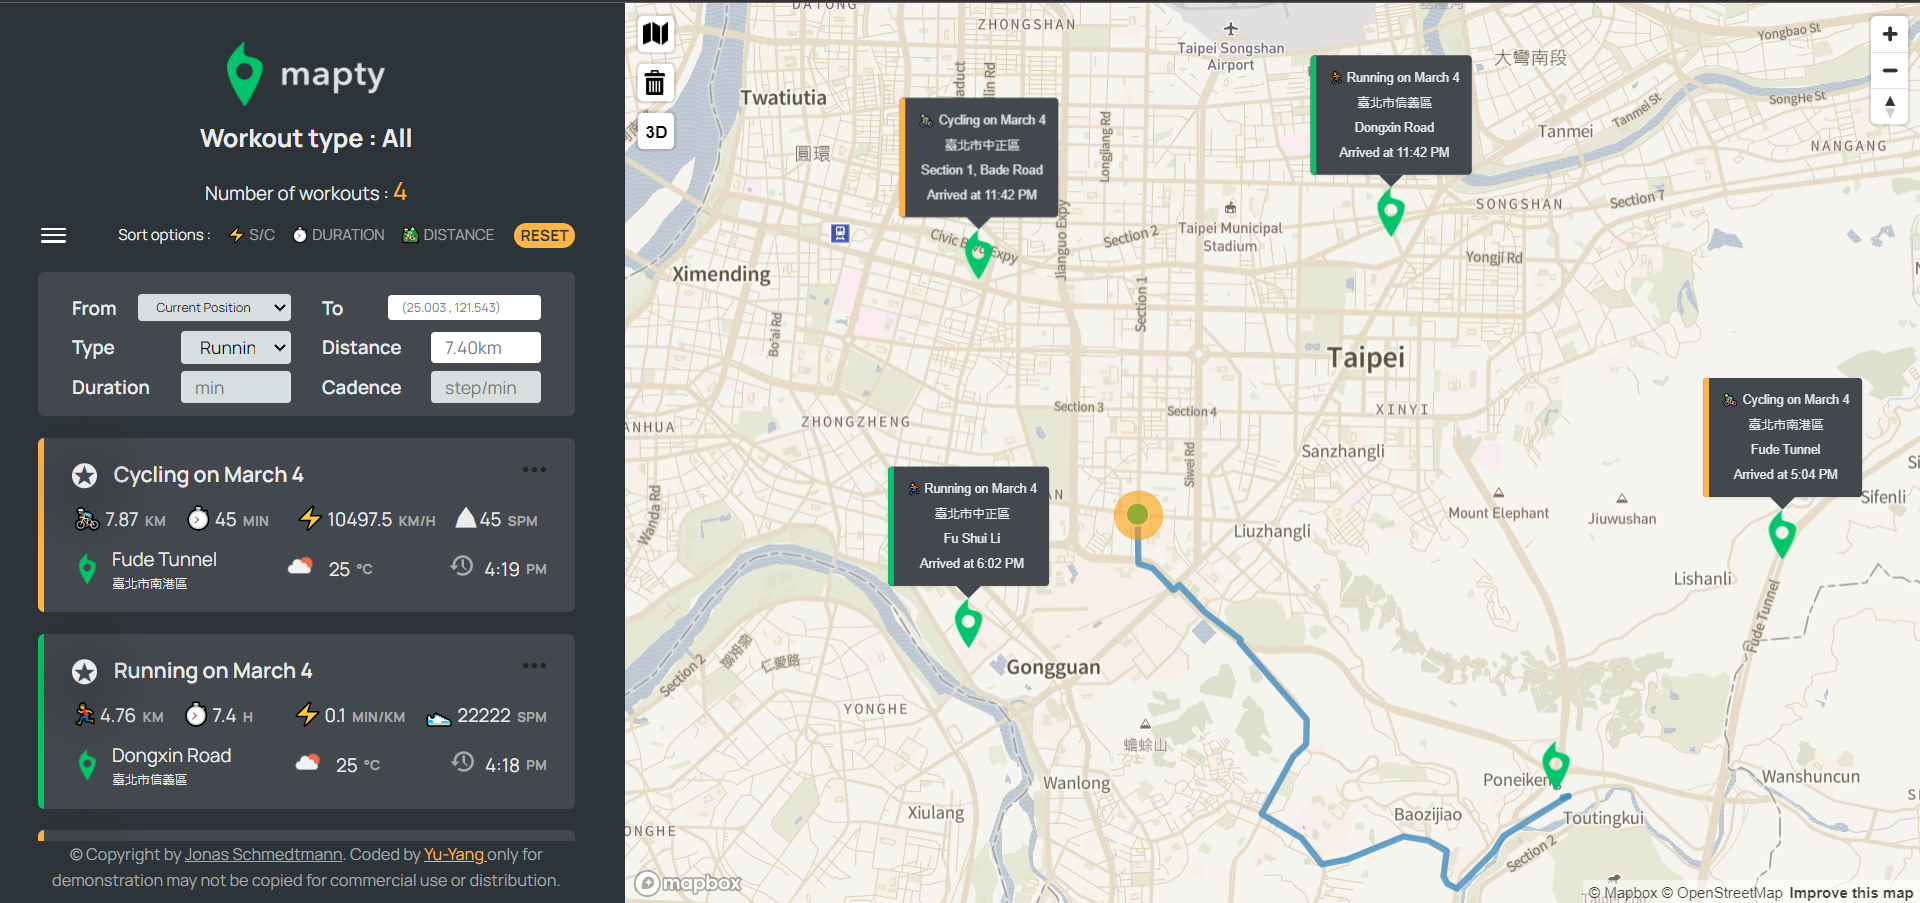 mapty
Workout type : All
Number of workouts : 4
Sort options : S/C DURATION DISTANCE RESET
From Current Position To (25.003 , 121.543)
Type Runnin Distance 7.40km
Duration min Cadence step/min
Cycling on March 4
7.87 KM 45 MIN 10497.5 KM/H 45 SPM
Fude Tunnel 25 °C 4:19 PM
臺北市南港區
Running on March 4
4.76 KM 7.4 H 0.1 MIN/KM 22222 SPM
Dongxin Road 25 °C 4:18 PM
臺北市信義區
© Copyright by Jonas Schmedtmann. Coded by Yu-Yang only for
demonstration may not be copied for commercial use or distribution.
3D
DATONG
ZHONGSHAN
Taipei Songshan
Airport
大彎南段
Yongbao St
SongHe St
Tanmei St
Tanmei
NANGANG
Twatiutia
圓環
Longjiang Rd
Cycling on March 4
臺北市中正區
Section 1, Bade Road
Arrived at 11:42 PM
Running on March 4
臺北市信義區
Dongxin Road
Arrived at 11:42 PM
SONGSHAN
Section 7
Taipei Municipal
Stadium
Section 2
Civic Blvd Expy
Jianguo Expy
Yongji Rd
Ximending
Section 1
Bo'ai Rd
Taipei
Section 3
Section 4
XINYI
ZHONGZHENG
Siwei Rd
Sanzhangli
Cycling on March 4
臺北市南港區
Fude Tunnel
Arrived at 5:04 PM
Sifenli
Wanda Rd
Running on March 4
臺北市中正區
Fu Shui Li
Arrived at 6:02 PM
Mount Elephant
Jiuwushan
Liuzhangli
Lishanli
Fude Tunnel
Section 2
仁愛路
Gongguan
YONGHE
蟾蜍山
Wanlong
Xiulang
Poneikeng
Wanshuncun
Baozijiao
Toutingkui
Section 2
mapbox
© Mapbox © OpenStreetMap Improve this map